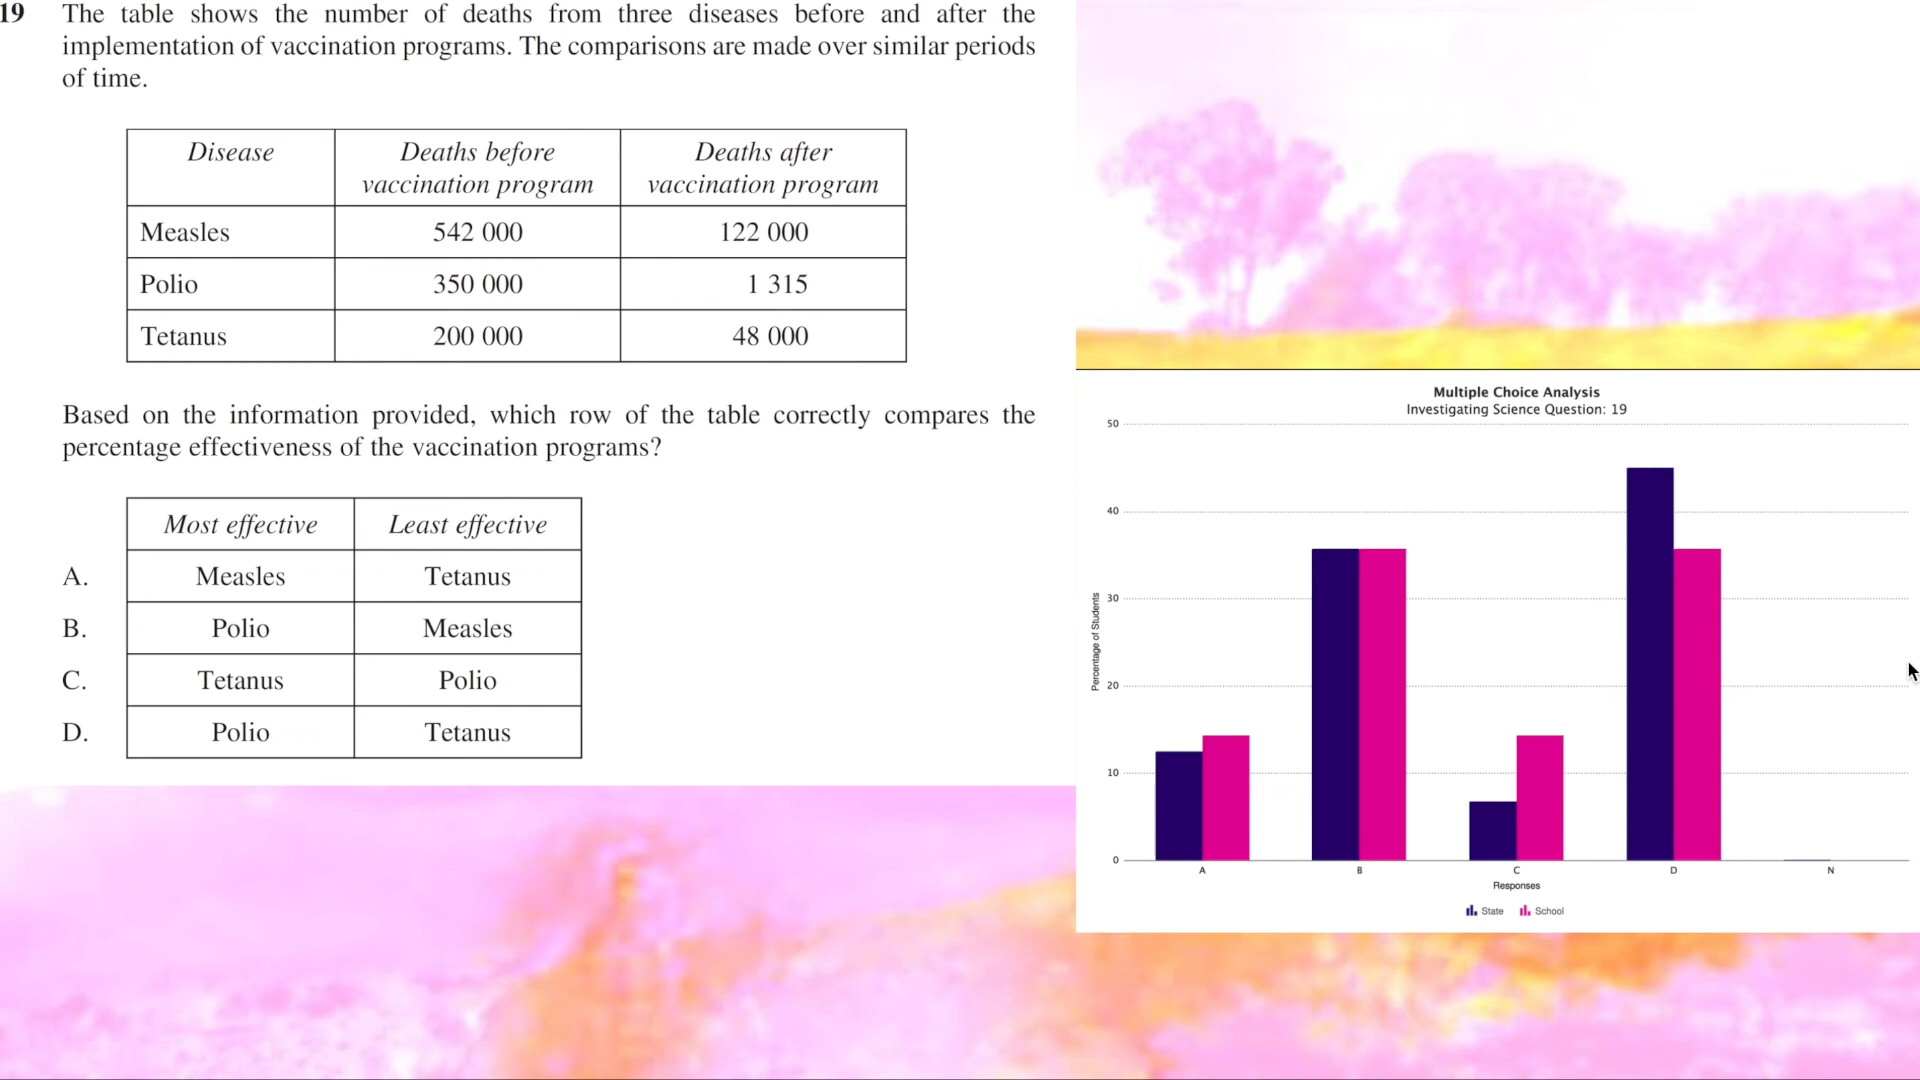 19 The table shows the number of deaths from three diseases before and after the
implementation of vaccination programs. The comparisons are made over similar periods
of time.
Disease Deaths before vaccination program Deaths after vaccination program
Measles 542 000 122 000
Polio 350 000 1 315
Tetanus 200 000 48 000
Based on the information provided, which row of the table correctly compares the
percentage effectiveness of the vaccination programs?
Most effective Least effective
A. Measles Tetanus
B. Polio Measles
C. Tetanus Polio
D. Polio Tetanus
Multiple Choice Analysis
Investigating Science Question: 19
Percentage of Students
50
40
30
20
10
0
A B C D N
Responses
State School